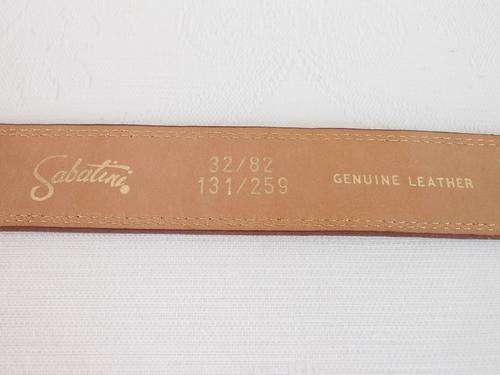 Sabatini®
32/82
131/259
GENUINE LEATHER